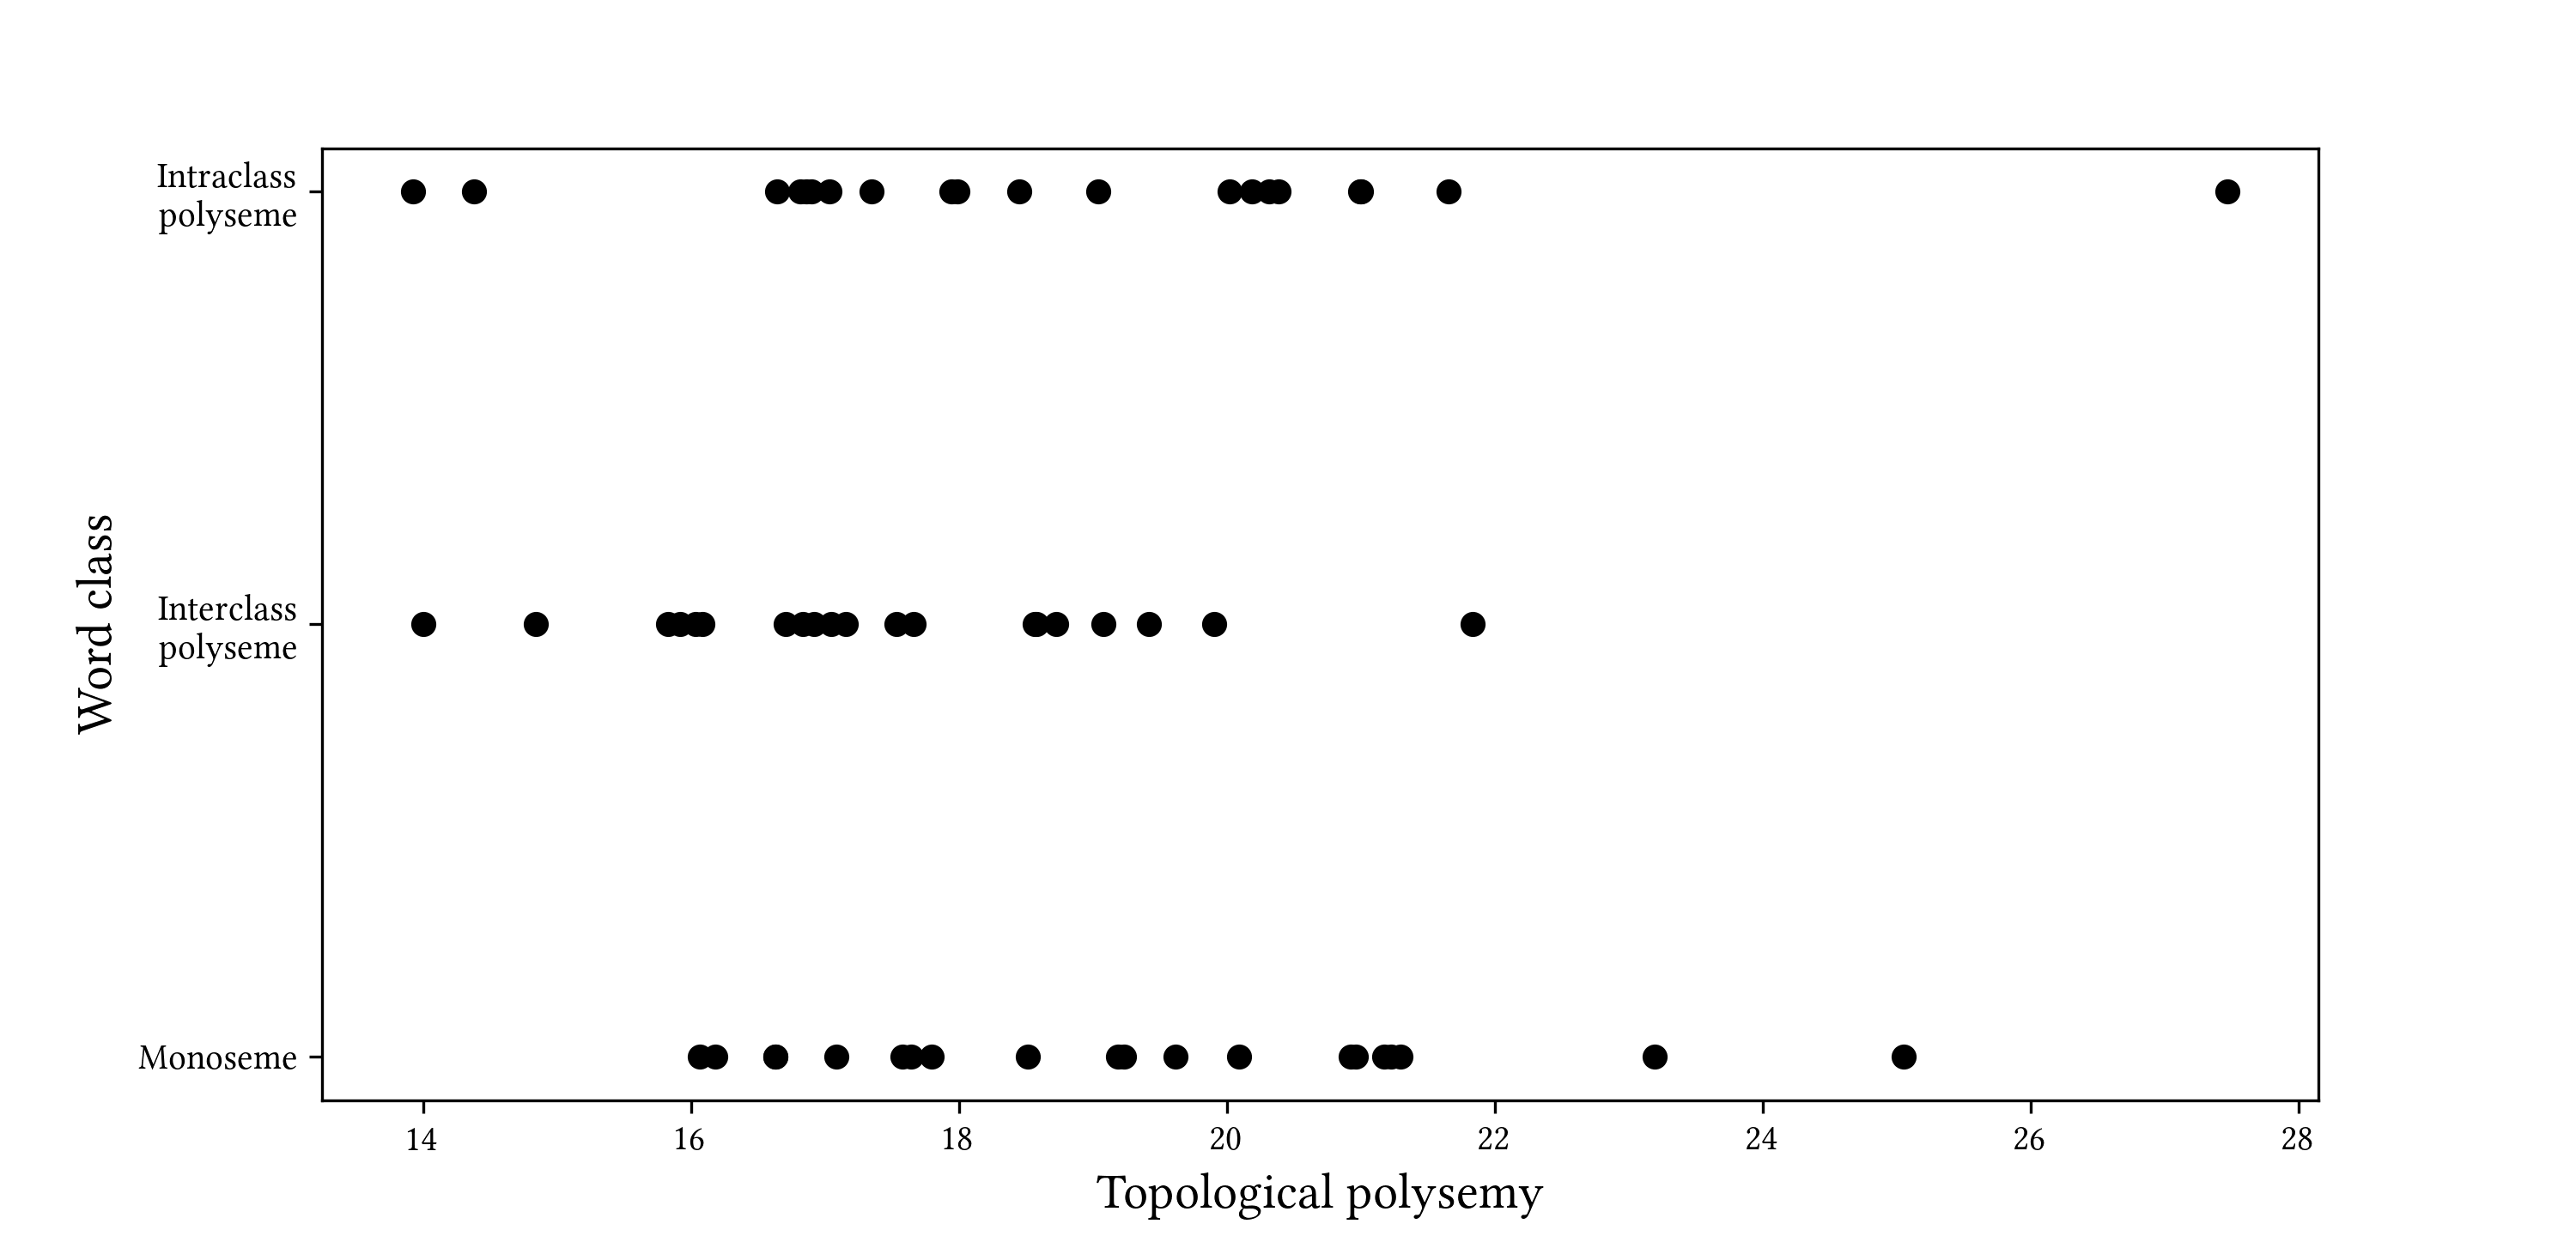 Intraclass
polyseme
Interclass
polyseme
Monoseme
Word class
14 16 18 20 22 24 26 28
Topological polysemy